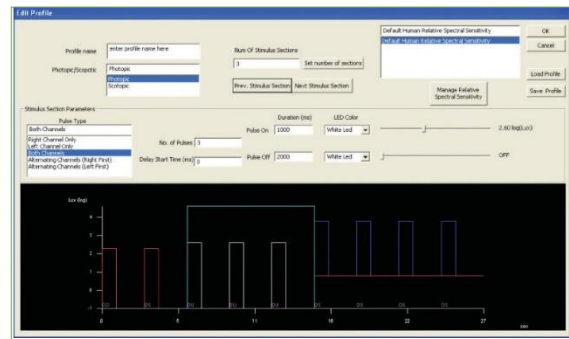 Edit Profile
Profile name
enter profile name here
Photopic/Scotopic
Photopic
Photopic
Scotopic
Num Of Stimulus Sections
3
Set number of sections
Prev. Stimulus Section
Next Stimulus Section
Default Human Relative Spectral Sensitivity
Default Human Relative Spectral Sensitivity
Manage Relative
Spectral Sensitivity
OK
Cancel
Load Profile
Save Profile
Stimulus Section Parameters
Pulse Type
Both Channels
Right Channel Only
Left Channel Only
Both Channels
Alternating Channels (Right First)
Alternating Channels (Left First)
No. of Pulses
3
Delay Start Time (ms)
0
Duration (ms)
LED Color
Pulse On
1000
White Led
2.60 log(Lux)
Pulse Off
2000
White Led
OFF
Lux (log)
4
3
2
1
0
-1
0
5
11
16
22
27
sec